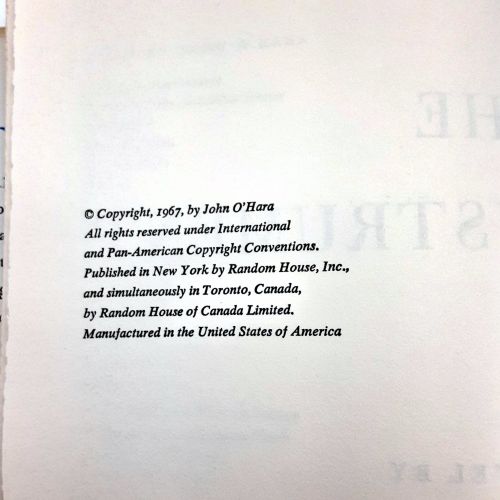 © Copyright, 1967, by John O'Hara
All rights reserved under International
and Pan-American Copyright Conventions.
Published in New York by Random House, Inc.,
and simultaneously in Toronto, Canada,
by Random House of Canada Limited.
Manufactured in the United States of America